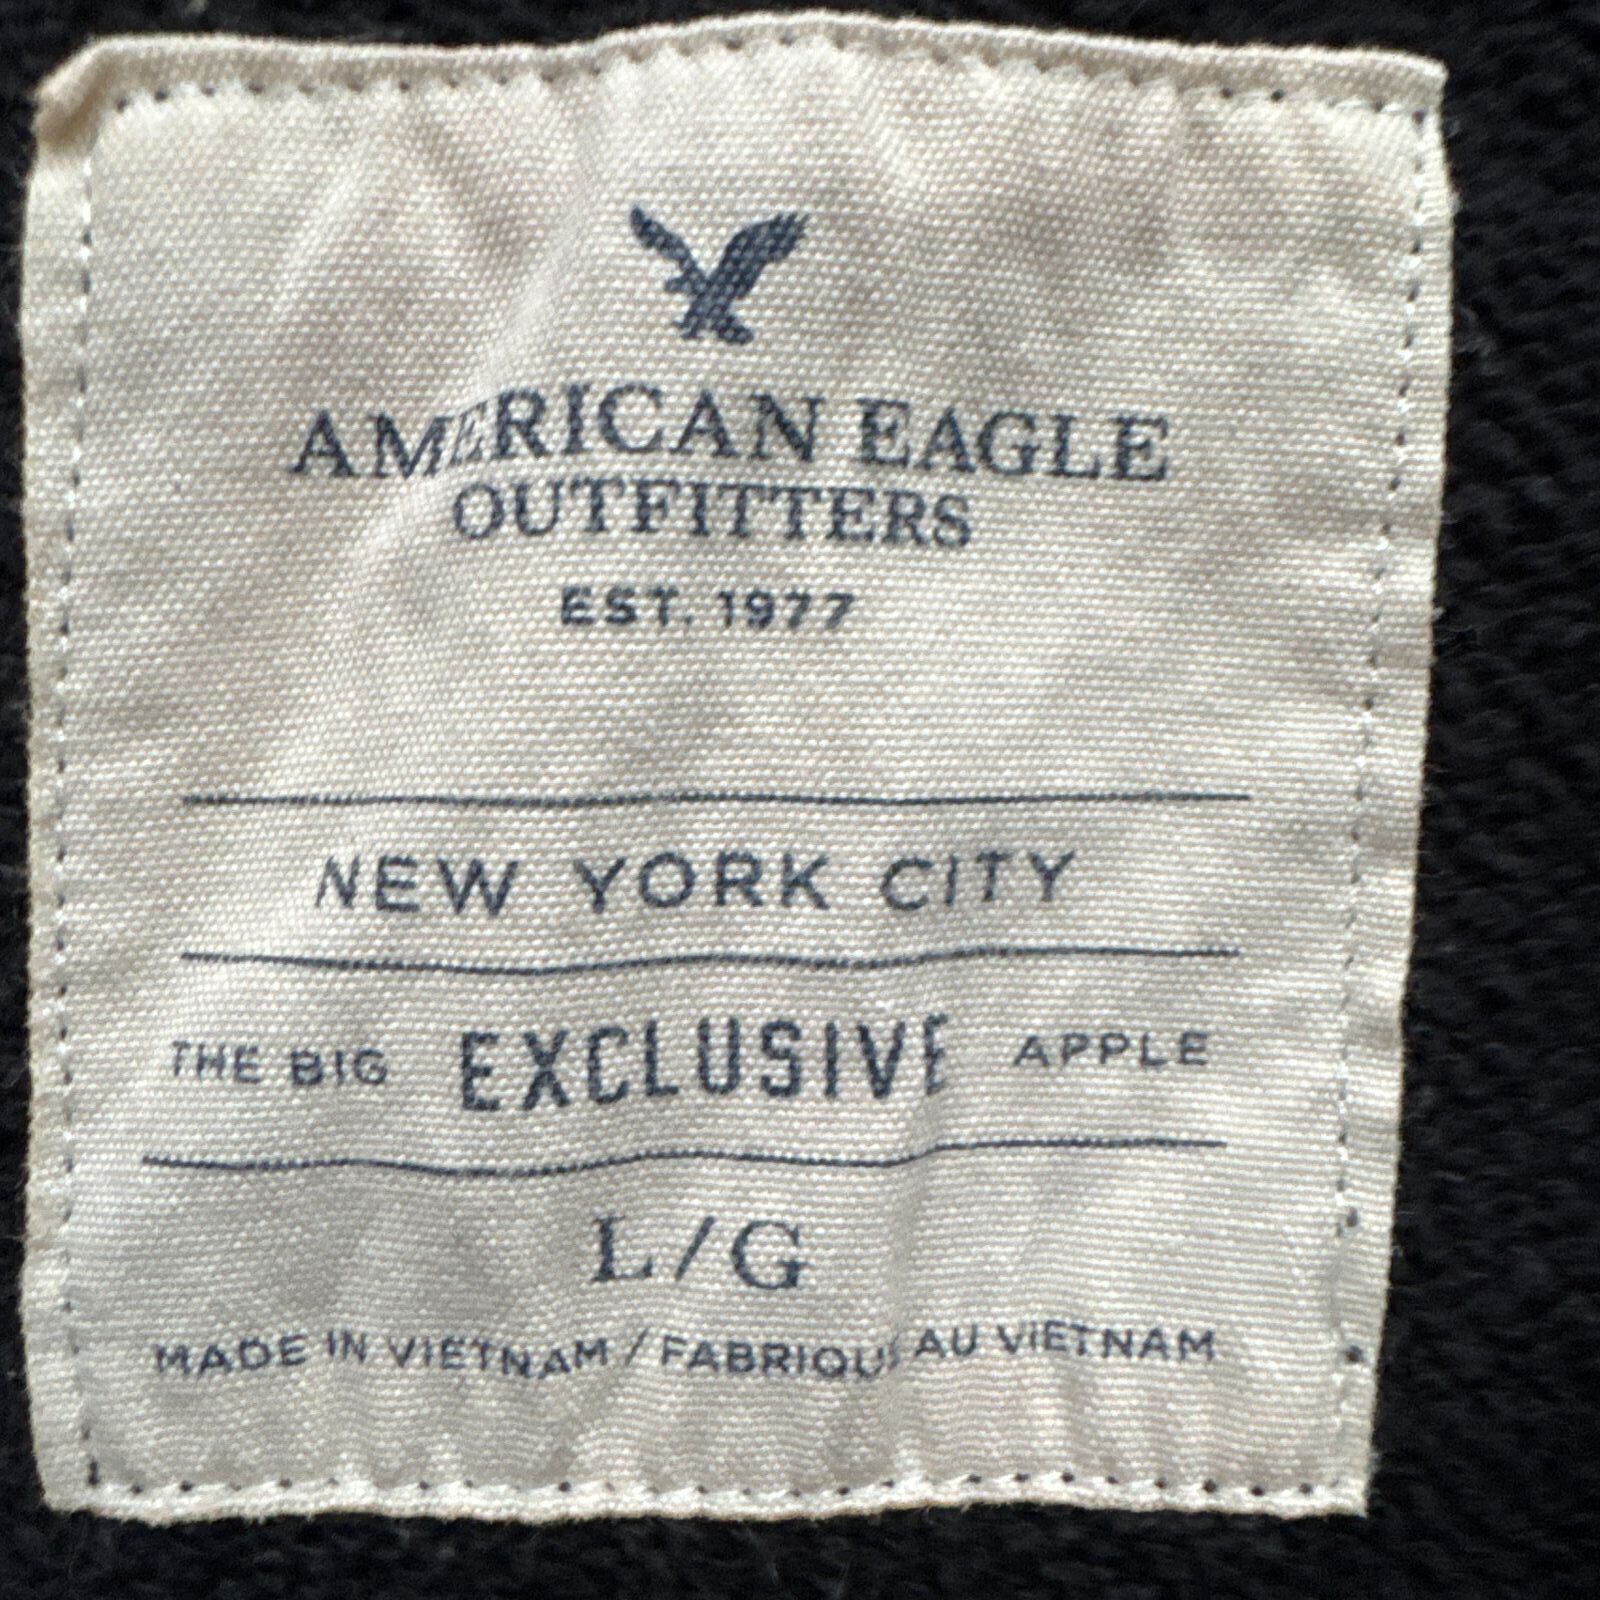 AMERICAN EAGLE
OUTFITTERS
EST. 1977
NEW YORK CITY
THE BIG EXCLUSIVE APPLE
L/G
MADE IN VIETNAM / FABRIQUÉ AU VIETNAM